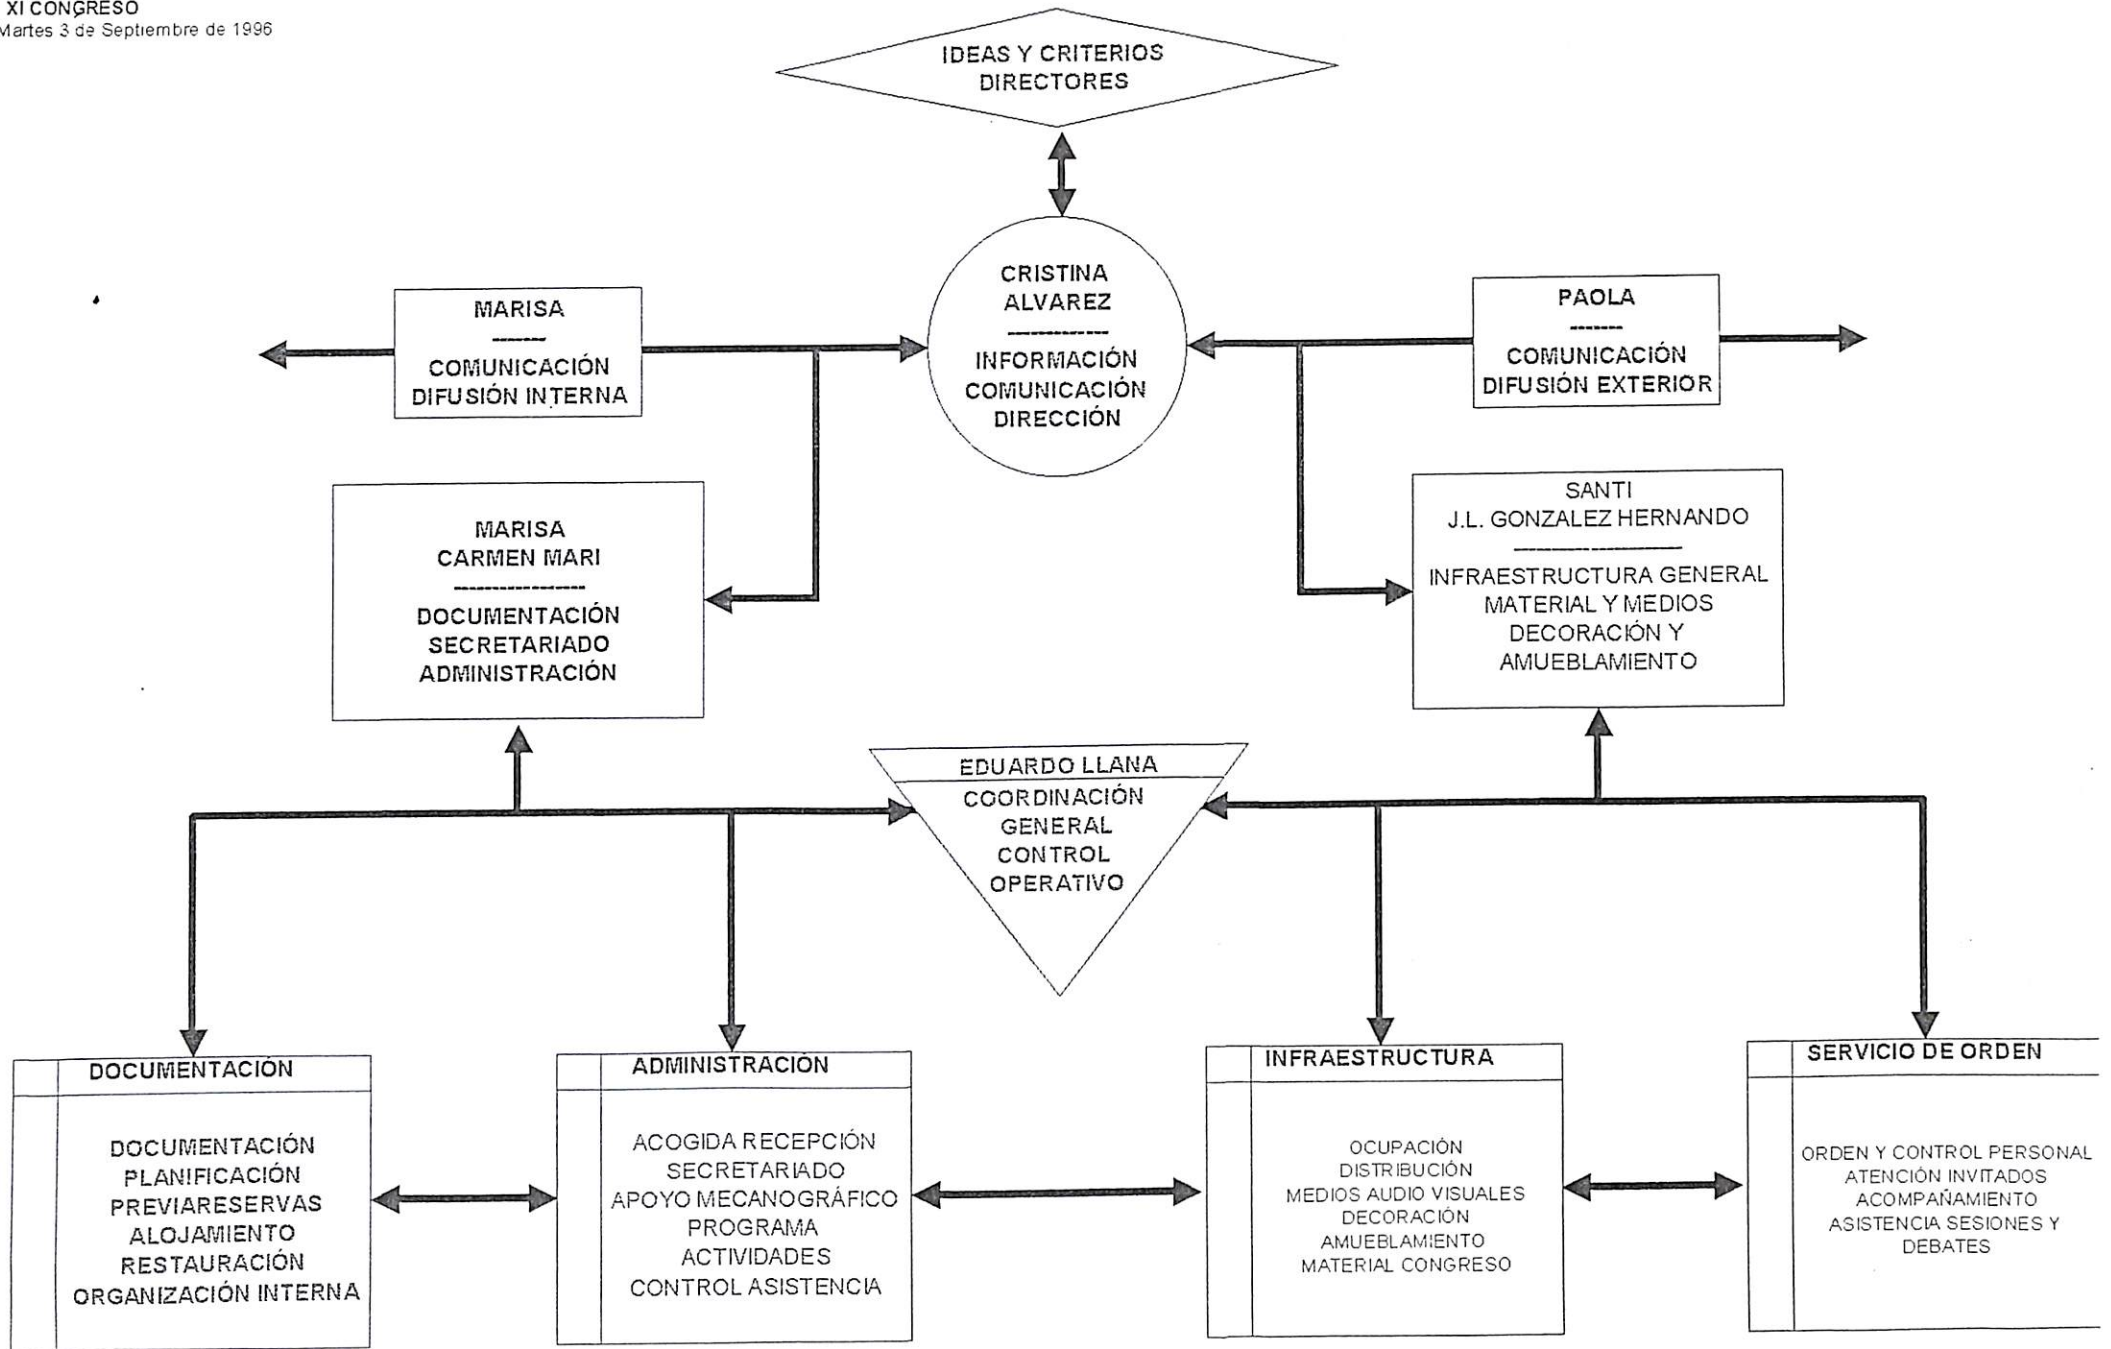 XI CONGRESO
Martes 3 de Septiembre de 1996
IDEAS Y CRITERIOS
DIRECTORES
CRISTINA
ALVAREZ
-------------
INFORMACIÓN
COMUNICACIÓN
DIRECCIÓN
MARISA
-------
COMUNICACIÓN
DIFUSIÓN INTERNA
PAOLA
-------
COMUNICACIÓN
DIFUSIÓN EXTERIOR
MARISA
CARMEN MARI
-----------------
DOCUMENTACIÓN
SECRETARIADO
ADMINISTRACIÓN
SANTI
J.L. GONZALEZ HERNANDO
----------------------
INFRAESTRUCTURA GENERAL
MATERIAL Y MEDIOS
DECORACIÓN Y
AMUEBLAMIENTO
EDUARDO LLANA
COORDINACIÓN
GENERAL
CONTROL
OPERATIVO
DOCUMENTACIÓN
DOCUMENTACIÓN
PLANIFICACIÓN
PREVIARESERVAS
ALOJAMIENTO
RESTAURACIÓN
ORGANIZACIÓN INTERNA
ADMINISTRACIÓN
ACOGIDA RECEPCIÓN
SECRETARIADO
APOYO MECANOGRÁFICO
PROGRAMA
ACTIVIDADES
CONTROL ASISTENCIA
INFRAESTRUCTURA
OCUPACIÓN
DISTRIBUCIÓN
MEDIOS AUDIO VISUALES
DECORACIÓN
AMUEBLAMIENTO
MATERIAL CONGRESO
SERVICIO DE ORDEN
ORDEN Y CONTROL PERSONAL
ATENCIÓN INVITADOS
ACOMPAÑAMIENTO
ASISTENCIA SESIONES Y
DEBATES